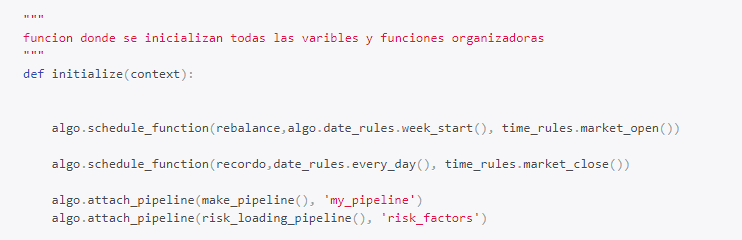 """
funcion donde se inicializan todas las varibles y funciones organizadoras
"""
def initialize(context):
algo.schedule_function(rebalance,algo.date_rules.week_start(), time_rules.market_open())
algo.schedule_function(recordo,date_rules.every_day(), time_rules.market_close())
algo.attach_pipeline(make_pipeline(), 'my_pipeline')
algo.attach_pipeline(risk_loading_pipeline(), 'risk_factors')